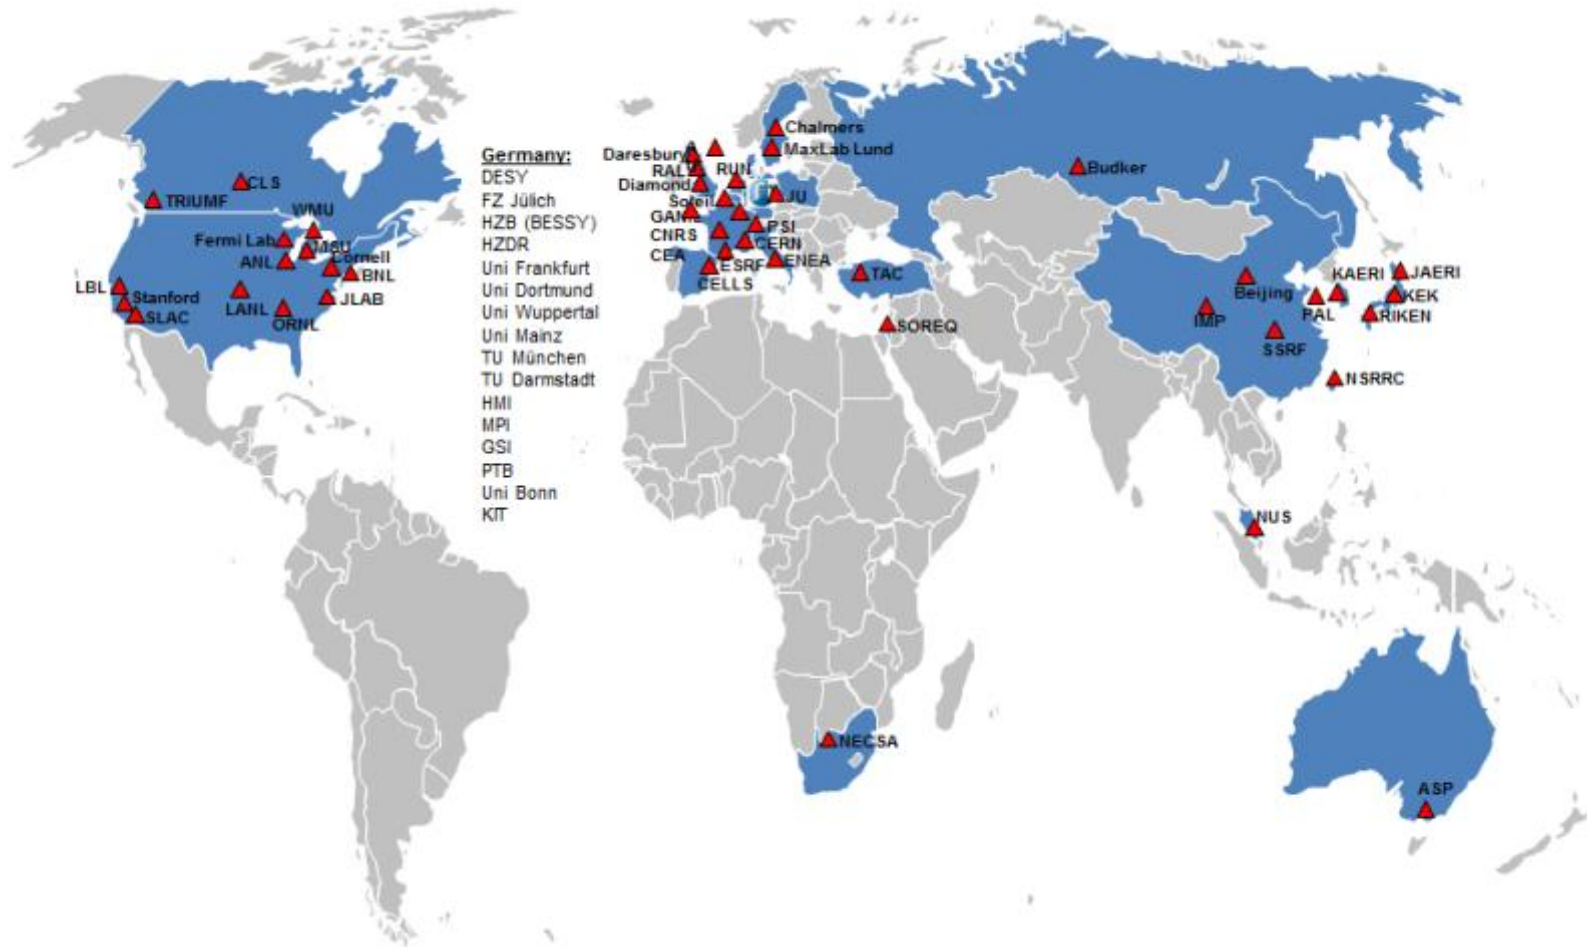 CLS
TRIUMF
WMU
Fermi Lab
MSU
ANL
Cornell
BNL
LBL
Stanford
SLAC
LANL
ORNL
JLAB
Germany:
DESY
FZ Jülich
HZB (BESSY)
HZDR
Uni Frankfurt
Uni Dortmund
Uni Wuppertal
Uni Mainz
TU München
TU Darmstadt
HMI
MPI
GSI
PTB
Uni Bonn
KIT
Chalmers
MaxLab Lund
Daresbury
RAL
RUN
Diamond
JU
Soleil
PSI
CNRS
CERN
CEA
ESRF
ENEA
CELLS
TAC
SOREQ
Budker
Beijing
IMP
SSRF
KAERI
JAERI
PAL
KEK
RIKEN
NSRRC
NUS
NECSA
ASP